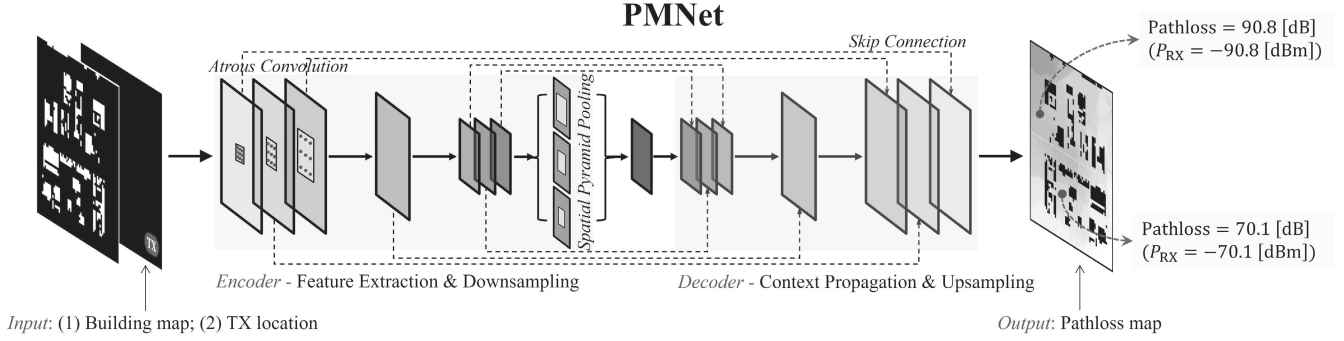 PMNet
Pathloss = 90.8 [dB]
(P_RX = −90.8 [dBm])
Skip Connection
Atrous Convolution
Spatial Pyramid Pooling
TX
Pathloss = 70.1 [dB]
(P_RX = −70.1 [dBm])
Encoder - Feature Extraction & Downsampling
Decoder - Context Propagation & Upsampling
Input: (1) Building map; (2) TX location
Output: Pathloss map